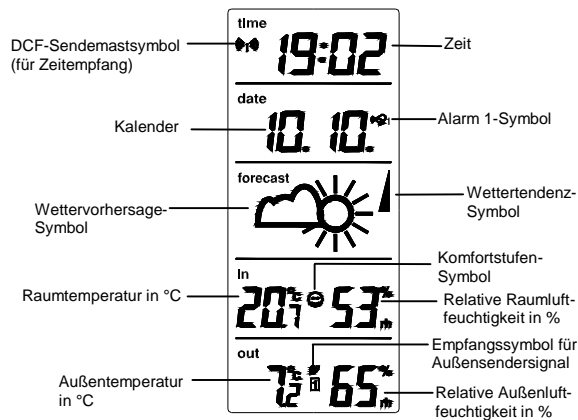 time
DCF-Sendemastsymbol
(für Zeitempfang)
19:02
Zeit
date
Kalender
10. 10.
Alarm 1-Symbol
forecast
Wettervorhersage-
Symbol
Wettertendenz-
Symbol
Komfortstufen-
Symbol
In
Raumtemperatur in °C
20.1 °C
53 %
Relative Raumluft-
feuchtigkeit in %
Empfangssymbol für
Außensendersignal
out
Außentemperatur
in °C
7.2 °C
1
65 %
Relative Außenluft-
feuchtigkeit in %